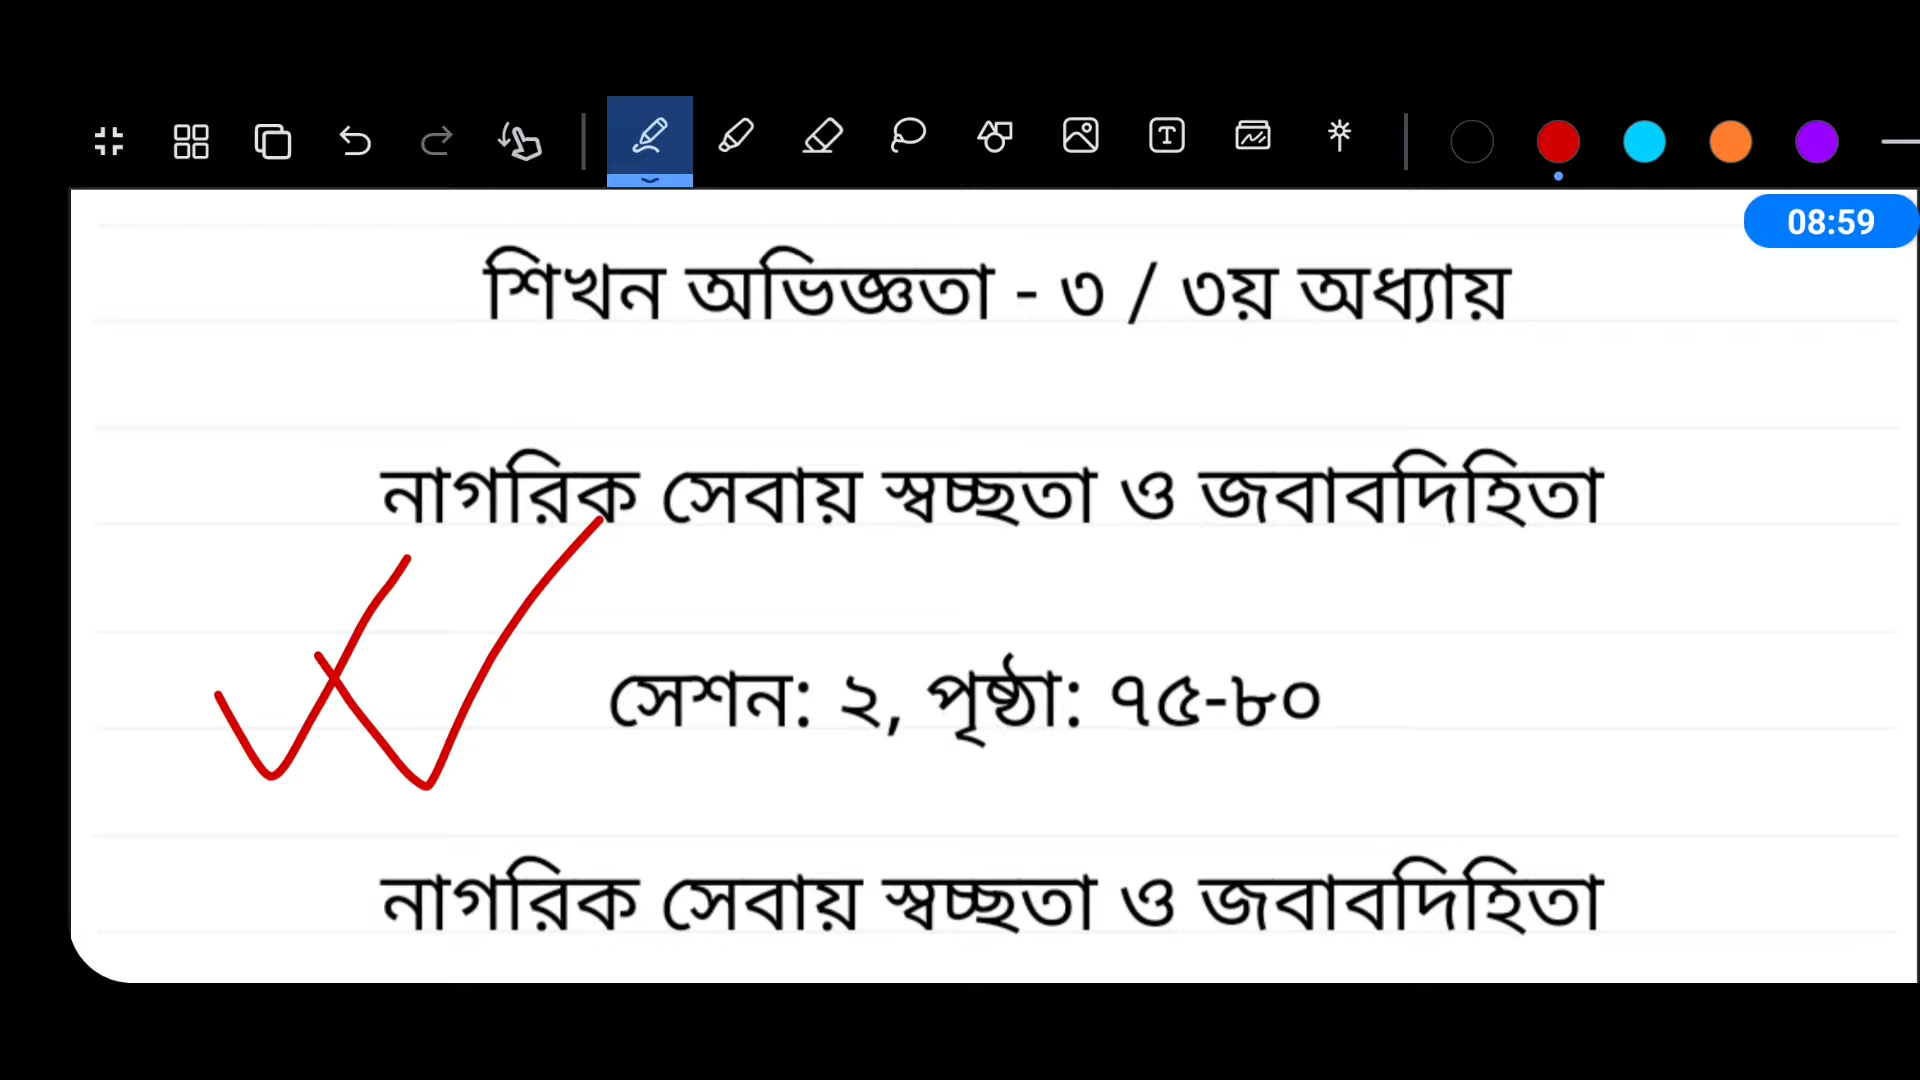 08:59
শিখন অভিজ্ঞতা - ৩ / ৩য় অধ্যায়
নাগরিক সেবায় স্বচ্ছতা ও জবাবদিহিতা
সেশন: ২, পৃষ্ঠা: ৭৫-৮০
নাগরিক সেবায় স্বচ্ছতা ও জবাবদিহিতা